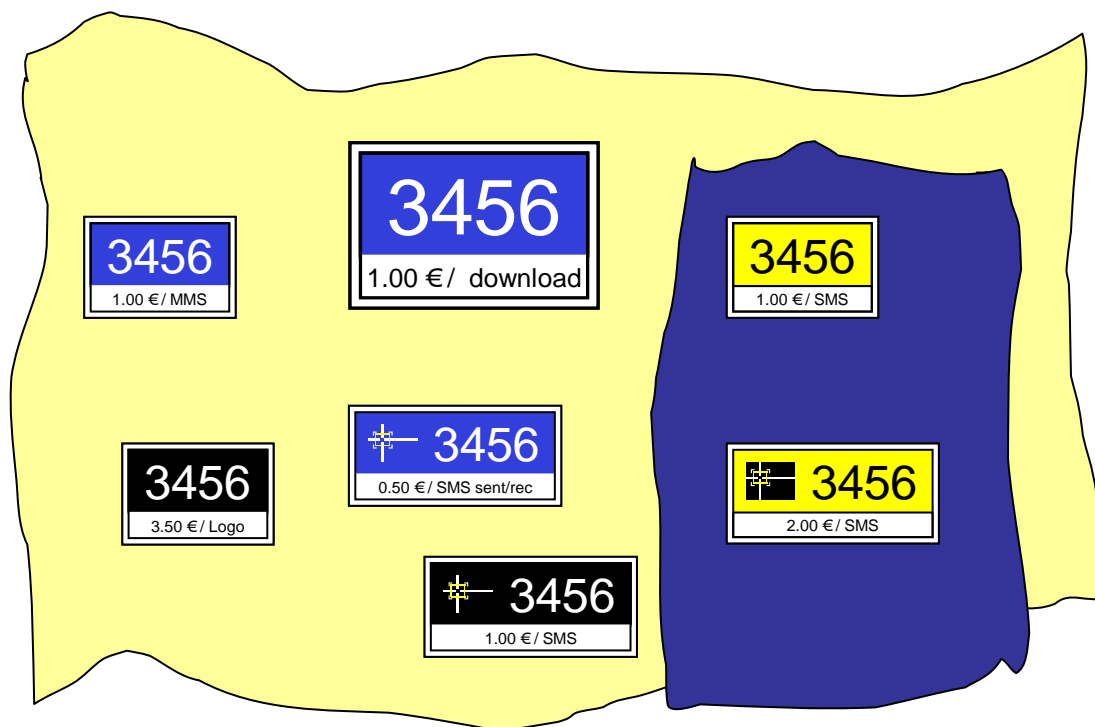 3456
1.00 €/ download
3456
1.00 €/ MMS
3456
1.00 €/ SMS
3456
0.50 €/ SMS sent/rec
3456
3.50 €/ Logo
3456
2.00 €/ SMS
3456
1.00 €/ SMS